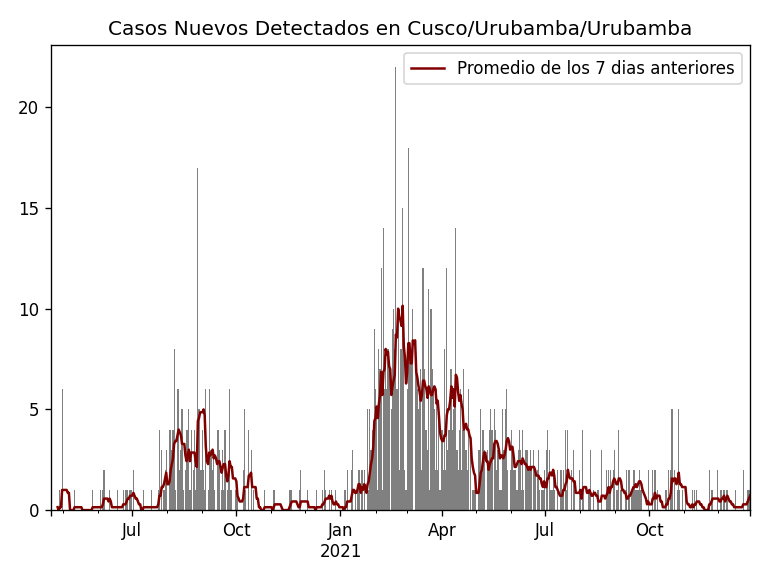 Casos Nuevos Detectados en Cusco/Urubamba/Urubamba
Promedio de los 7 dias anteriores
20
15
10
5
0
Jul
Oct
Jan
2021
Apr
Jul
Oct